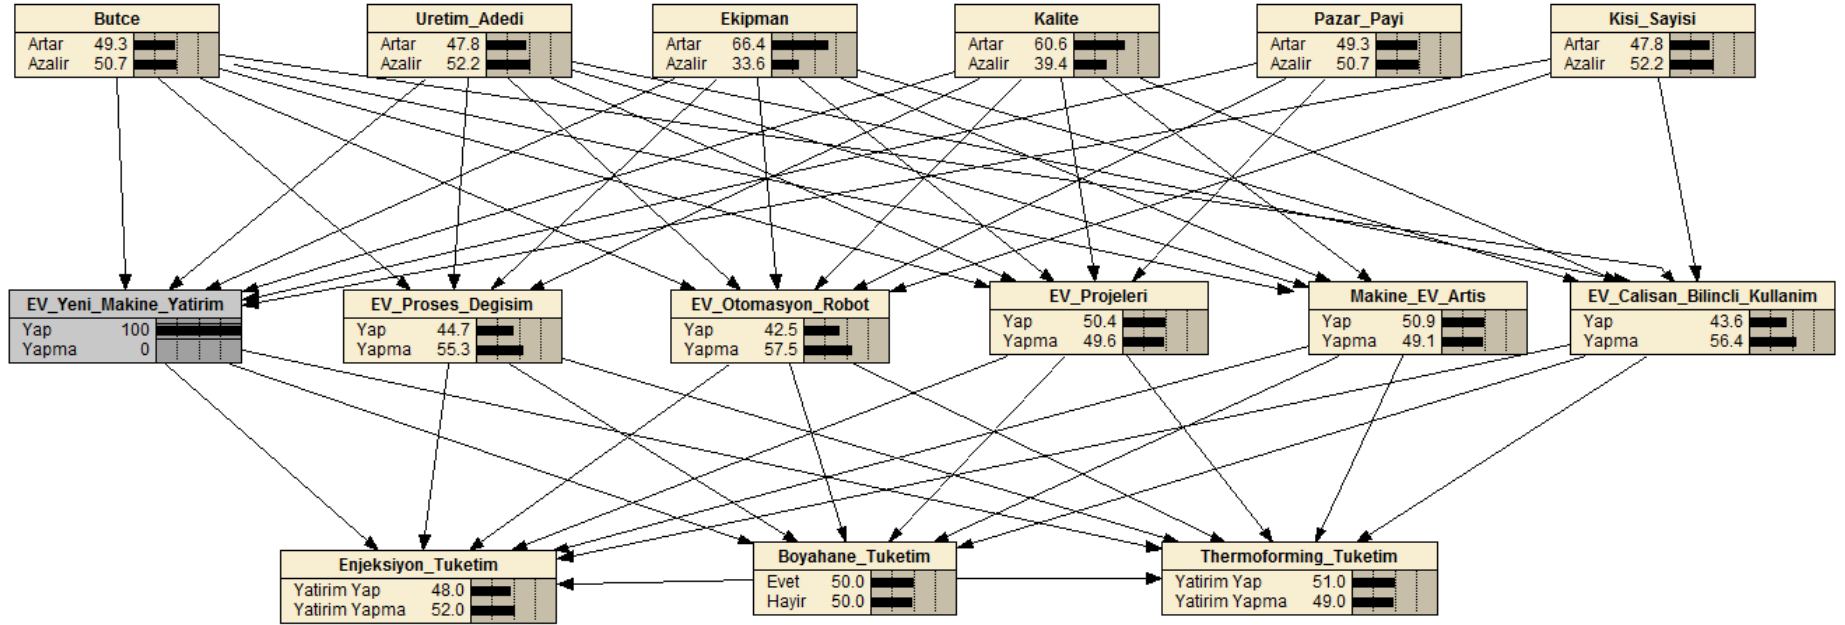 Butce
Artar 49.3
Azalir 50.7
Uretim_Adedi
Artar 47.8
Azalir 52.2
Ekipman
Artar 66.4
Azalir 33.6
Kalite
Artar 60.6
Azalir 39.4
Pazar_Payi
Artar 49.3
Azalir 50.7
Kisi_Sayisi
Artar 47.8
Azalir 52.2
EV_Yeni_Makine_Yatirim
Yap 100
Yapma 0
EV_Proses_Degisim
Yap 44.7
Yapma 55.3
EV_Otomasyon_Robot
Yap 42.5
Yapma 57.5
EV_Projeleri
Yap 50.4
Yapma 49.6
Makine_EV_Artis
Yap 50.9
Yapma 49.1
EV_Calisan_Bilincli_Kullanim
Yap 43.6
Yapma 56.4
Enjeksiyon_Tuketim
Yatirim Yap 48.0
Yatirim Yapma 52.0
Boyahane_Tuketim
Evet 50.0
Hayir 50.0
Thermoforming_Tuketim
Yatirim Yap 51.0
Yatirim Yapma 49.0